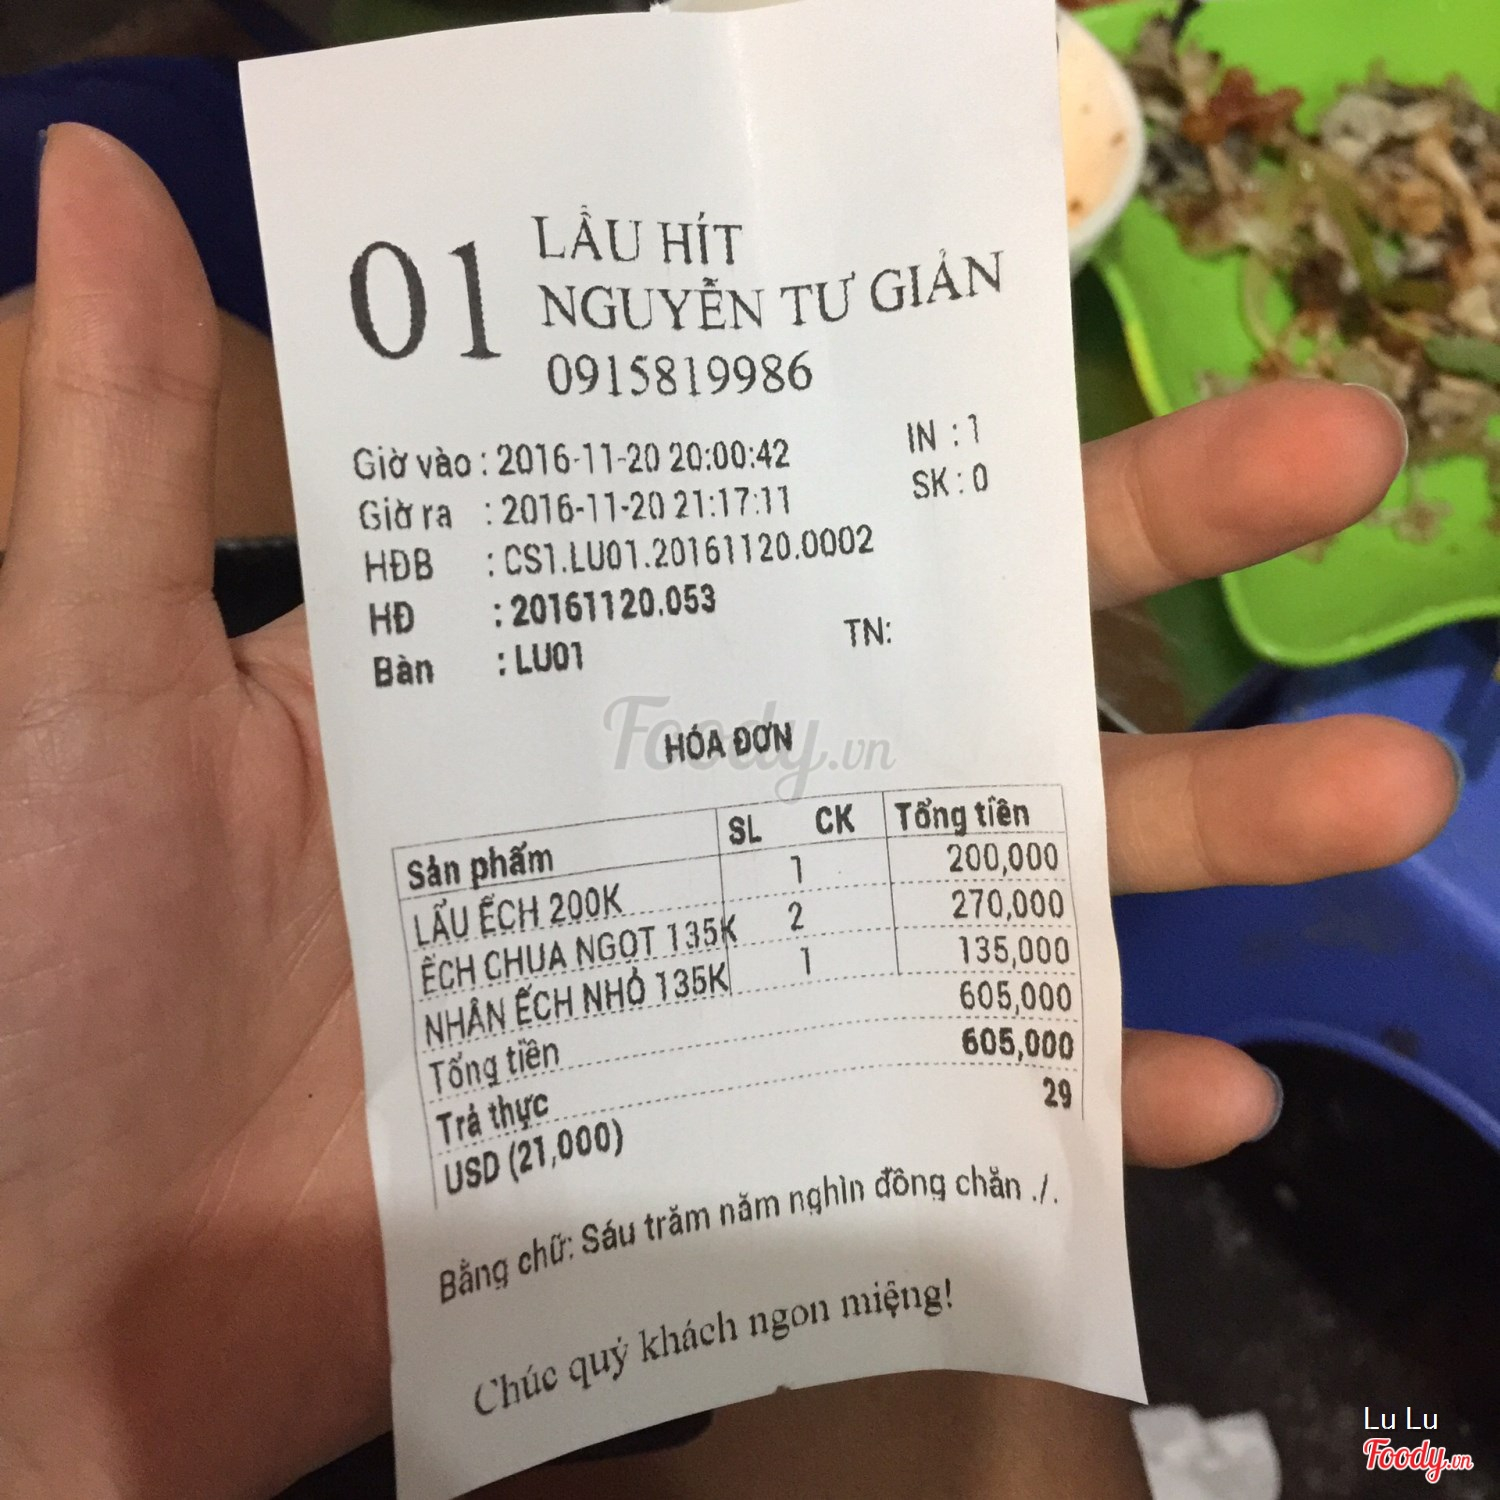 01
LẨU HÍT
NGUYỄN TƯ GIẢN
0915819986
Giờ vào : 2016-11-20 20:00:42 IN : 1
Giờ ra : 2016-11-20 21:17:11 SK : 0
HĐB : CS1.LU01.20161120.0002
HĐ : 20161120.053
Bàn : LU01 TN:
HÓA ĐƠN
Foody.vn
Sản phẩm SL CK Tổng tiền
LẨU ẾCH 200K 1 200,000
ẾCH CHUA NGỌT 135K 2 270,000
NHÂN ẾCH NHỎ 135K 1 135,000
Tổng tiền 605,000
Trả thực 605,000
USD (21,000) 29
Bằng chữ: Sáu trăm năm nghìn đồng chẵn ./.
Chúc quý khách ngon miệng!
Lu Lu
Foody.vn